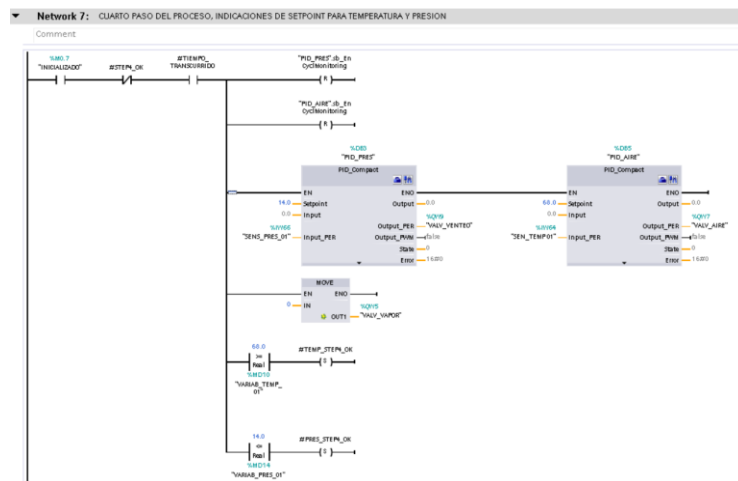 Network 7: CUARTO PASO DEL PROCESO, INDICACIONES DE SETPOINT PARA TEMPERATURA Y PRESION
Comment
%M0.7
"INICIALIZADO"
#STEP4_OK
#TIEMPO_
TRANSCURRIDO
"PID_PRES".sb_En
CyclMonitoring
( R )
"PID_AIRE".sb_En
CyclMonitoring
( R )
%DB3
"PID_PRES"
PID_Compact
EN ENO
14.0 Setpoint Output 0.0
0.0 Input
%IW66
"SENS_PRES_01" Input_PER
Output_PER "VALV_VENTEO"
Output_PWM false
State 0
Error 16#0
%DB5
"PID_AIRE"
PID_Compact
EN ENO
68.0 Setpoint Output 0.0
0.0 Input
%IW64
"SEN_TEMP01" Input_PER
%QW7
Output_PER "VALV_AIRE"
Output_PWM false
State 0
Error 16#0
MOVE
EN ENO
0 IN
%QW5
OUT1 "VALV_VAPOR"
68.0
>=
Real
%MD10
"VARIAB_TEMP_
01"
#TEMP_STEP4_OK
( S )
14.0
<=
Real
%MD14
"VARIAB_PRES_01"
#PRES_STEP4_OK
( S )